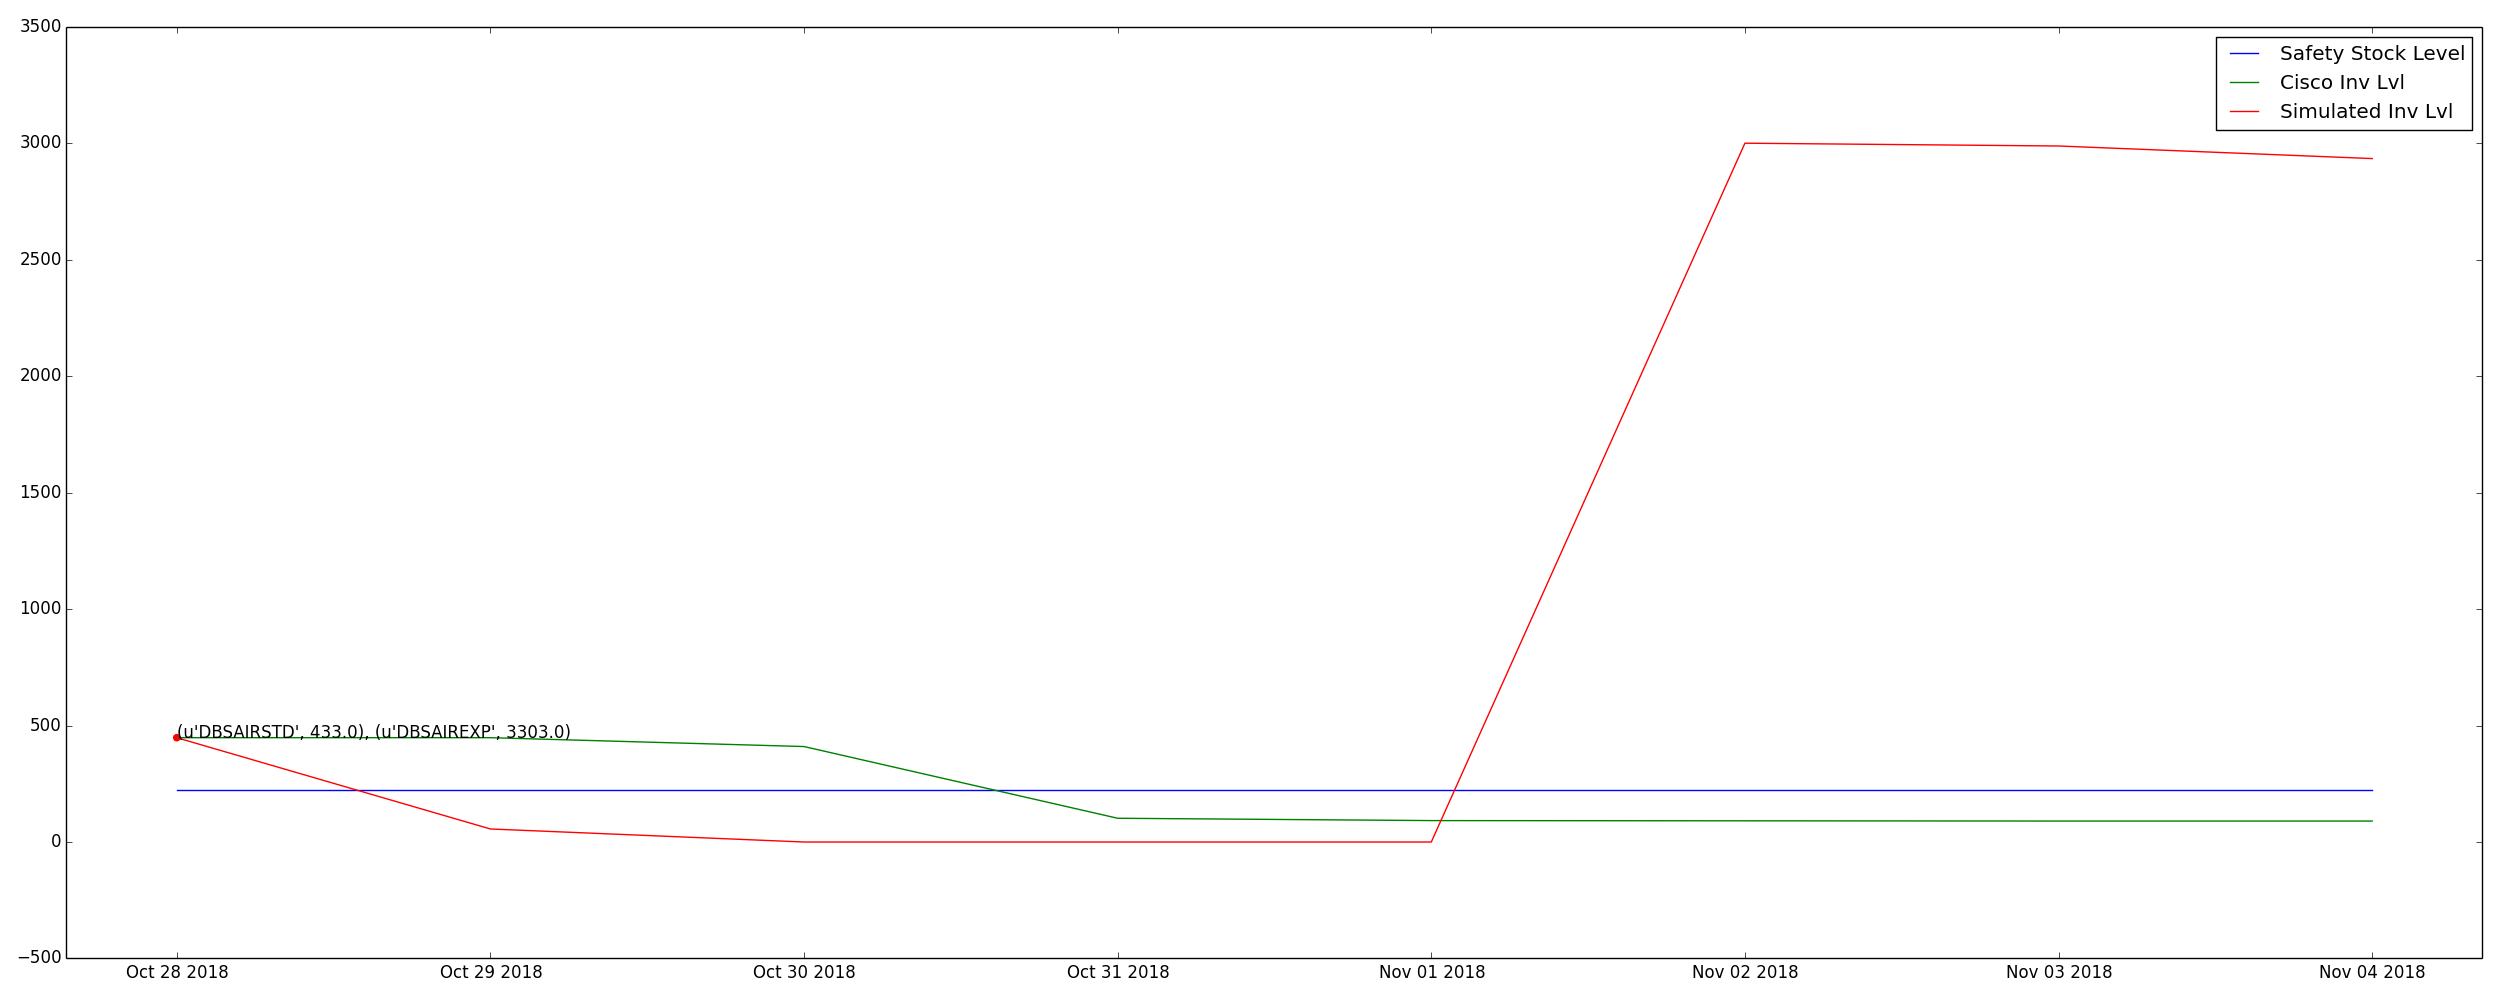 3500
3000
2500
2000
1500
1000
500
0
−500
Safety Stock Level
Cisco Inv Lvl
Simulated Inv Lvl
(u'DBSAIRSTD', 433.0), (u'DBSAIREXP', 3303.0)
Oct 28 2018 Oct 29 2018 Oct 30 2018 Oct 31 2018 Nov 01 2018 Nov 02 2018 Nov 03 2018 Nov 04 2018